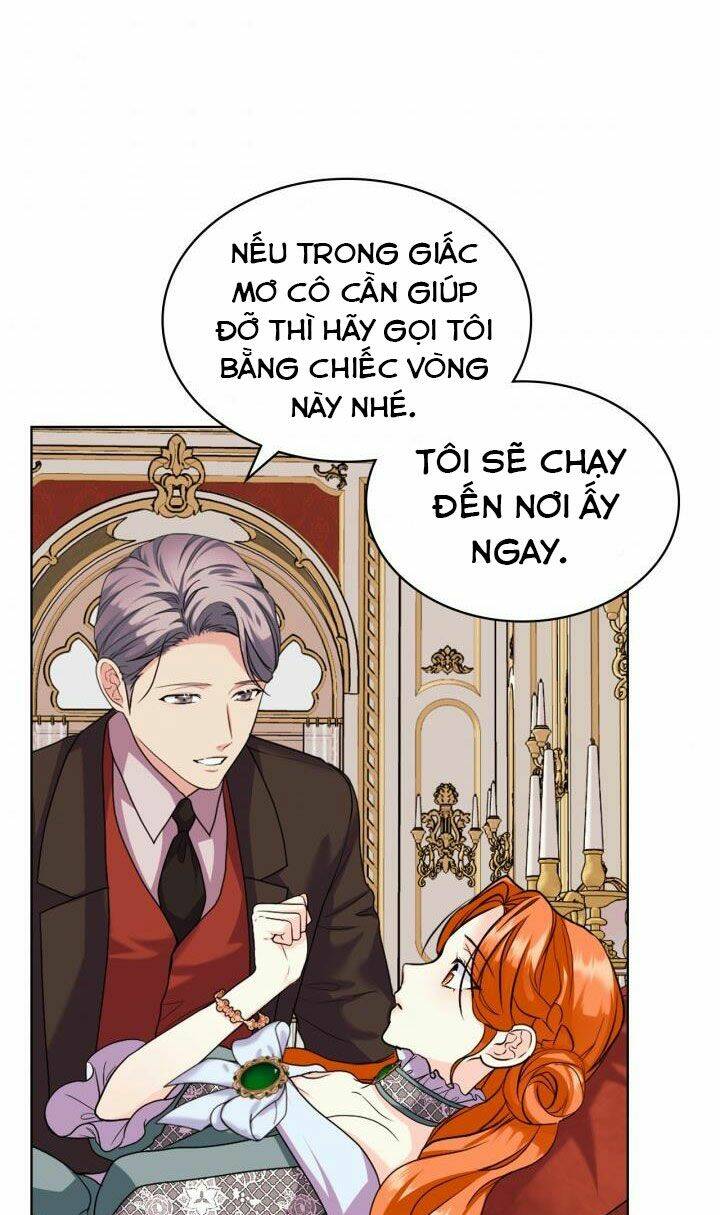 NẾU TRONG GIẤC
MƠ CÔ CẦN GIÚP
ĐỠ THÌ HÃY GỌI TÔI
BẰNG CHIẾC VÒNG
NÀY NHÉ.
TÔI SẼ CHẠY
ĐẾN NƠI ẤY
NGAY.